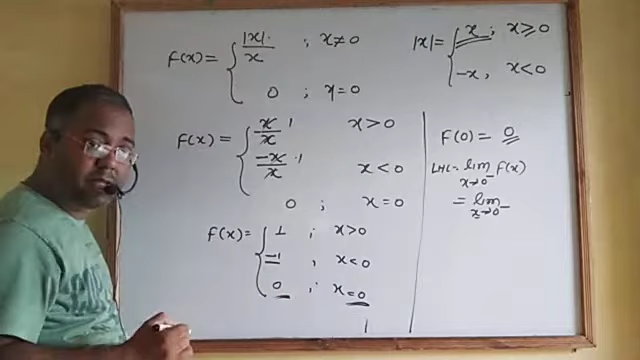 f(x) = { |x|/x ; x ≠ 0
0 ; x = 0
|x| = { x ; x ≥ 0
-x , x < 0
f(x) = { x/x x > 0
-x/x x < 0
0 ; x = 0
f(x) = { 1 ; x > 0
-1 , x < 0
0 ; x = 0
f(0) = 0
LHL = lim x→0⁻ f(x)
= lim x→0⁻